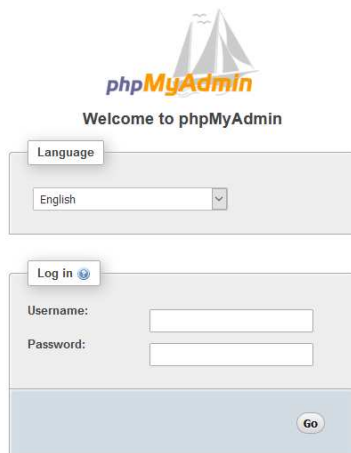 phpMyAdmin
Welcome to phpMyAdmin
Language
English
Log in
Username:
Password:
Go